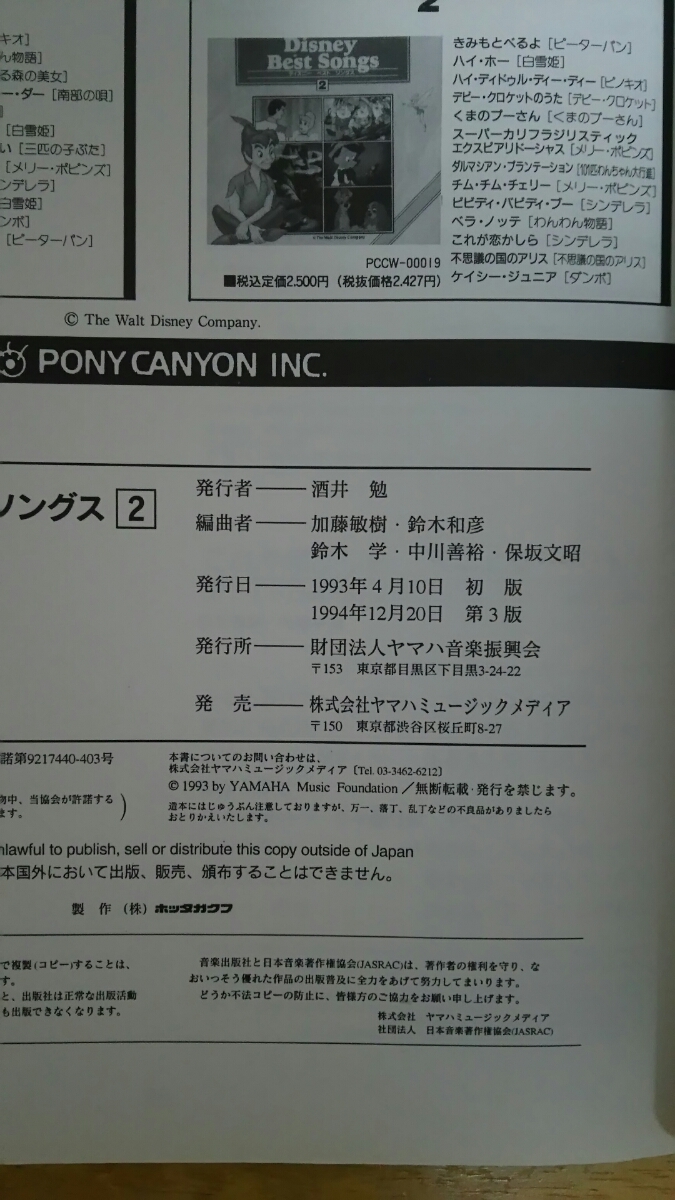 2
キオ]
ん物語]
る森の美女]
ー・ダー [南部の唄]
]
[白雪姫]
い [三匹の子ぶた]
[メリー・ポピンズ]
ンデレラ]
白雪姫]
ンボ]
[ピーターパン]
Disney
Best Songs
2
© The Walt Disney Company
PCCW-00019
■税込定価2.500円 (税抜価格2.427円)
きみもとべるよ [ピーターパン]
ハイ・ホー [白雪姫]
ハイ・ディドゥル・ディー・ディー [ピノキオ]
デビー・クロケットのうた [デビー・クロケット]
くまのプーさん [くまのプーさん]
スーパーカリフラジリスティック
エクスピアリドーシャス [メリー・ポピンズ]
ダルマシアン・プランテーション [101匹わんちゃん大行進]
チム・チム・チェリー [メリー・ポピンズ]
ビビディ・バビディ・ブー [シンデレラ]
ベラ・ノッテ [わんわん物語]
これが恋かしら [シンデレラ]
不思議の国のアリス [不思議の国のアリス]
ケイシー・ジュニア [ダンボ]
© The Walt Disney Company.
PONY CANYON INC.
ソングス 2
発行者――酒井 勉
編曲者――加藤敏樹・鈴木和彦
鈴木 学・中川善裕・保坂文昭
発行日――1993年4月10日 初 版
1994年12月20日 第3版
発行所――財団法人ヤマハ音楽振興会
〒153 東京都目黒区下目黒3-24-22
発 売――株式会社ヤマハミュージックメディア
〒150 東京都渋谷区桜丘町8-27
諾第9217440-403号
物中、当協会が許諾する
ます。 )
本書についてのお問い合わせは、
株式会社ヤマハミュージックメディア〔Tel. 03-3462-6212〕
© 1993 by YAMAHA Music Foundation／無断転載・発行を禁じます。
造本にはじゅうぶん注意しておりますが、万一、落丁、乱丁などの不良品がありましたら
おとりかえいたします。
nlawful to publish, sell or distribute this copy outside of Japan
本国外において出版、販売、頒布することはできません。
製 作 (株) ホッタガクフ
で複製(コピー)することは、
す。
と、出版社は正常な出版活動
も出版できなくなります。
音楽出版社と日本音楽著作権協会(JASRAC)は、著作者の権利を守り、な
おいっそう優れた作品の出版普及に全力をあげて努力してまいります。
どうか不法コピーの防止に、皆様方のご協力をお願い申し上げます。
株式会社 ヤマハミュージックメディア
社団法人 日本音楽著作権協会(JASRAC)